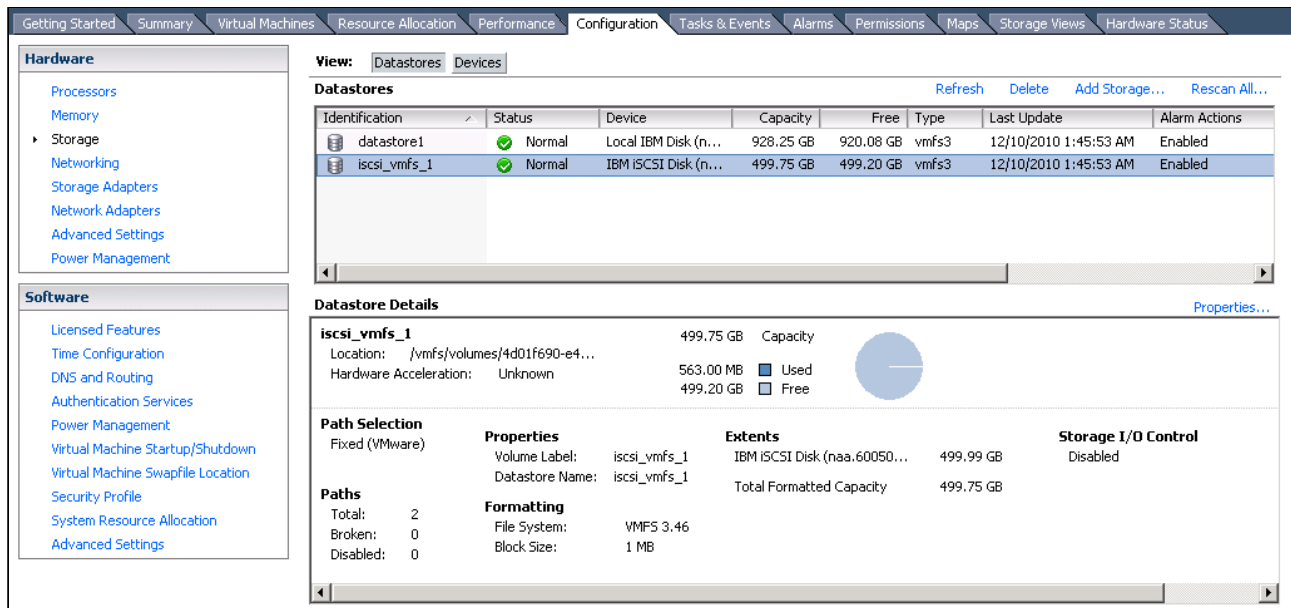 Getting Started Summary Virtual Machines Resource Allocation Performance Configuration Tasks & Events Alarms Permissions Maps Storage Views Hardware Status
Hardware
Processors
Memory
Storage
Networking
Storage Adapters
Network Adapters
Advanced Settings
Power Management
Software
Licensed Features
Time Configuration
DNS and Routing
Authentication Services
Power Management
Virtual Machine Startup/Shutdown
Virtual Machine Swapfile Location
Security Profile
System Resource Allocation
Advanced Settings
View: Datastores Devices
Datastores Refresh Delete Add Storage... Rescan All...
Identification Status Device Capacity Free Type Last Update Alarm Actions
datastore1 Normal Local IBM Disk (n... 928.25 GB 920.08 GB vmfs3 12/10/2010 1:45:53 AM Enabled
iscsi_vmfs_1 Normal IBM iSCSI Disk (n... 499.75 GB 499.20 GB vmfs3 12/10/2010 1:45:53 AM Enabled
Datastore Details Properties...
iscsi_vmfs_1 499.75 GB Capacity
Location: /vmfs/volumes/4d01f690-e4...
Hardware Acceleration: Unknown
563.00 MB Used
499.20 GB Free
Path Selection
Fixed (VMware)
Paths
Total: 2
Broken: 0
Disabled: 0
Properties
Volume Label: iscsi_vmfs_1
Datastore Name: iscsi_vmfs_1
Formatting
File System: VMFS 3.46
Block Size: 1 MB
Extents
IBM iSCSI Disk (naa.60050... 499.99 GB
Total Formatted Capacity 499.75 GB
Storage I/O Control
Disabled